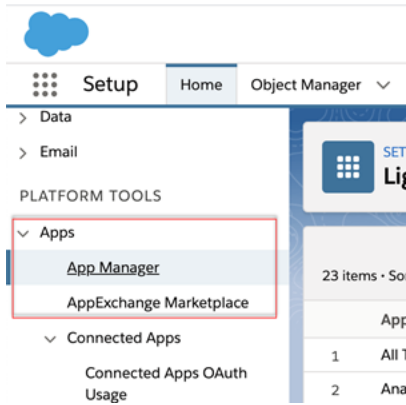 Setup
Home
Object Manager
Data
Email
PLATFORM TOOLS
Apps
App Manager
AppExchange Marketplace
Connected Apps
Connected Apps OAuth
Usage
SET
Lig
23 items • So
App
1 All T
2 Ana